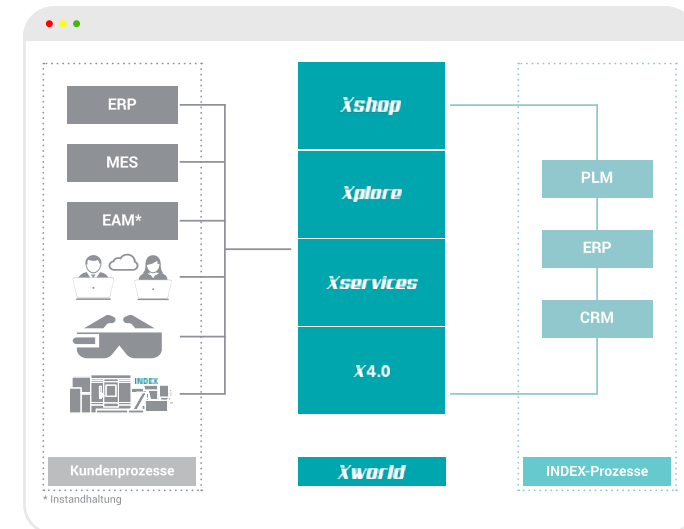 ERP
MES
EAM*
INDEX
Kundenprozesse
* Instandhaltung
Xshop
Xplore
Xservices
X4.0
Xworld
PLM
ERP
CRM
INDEX-Prozesse